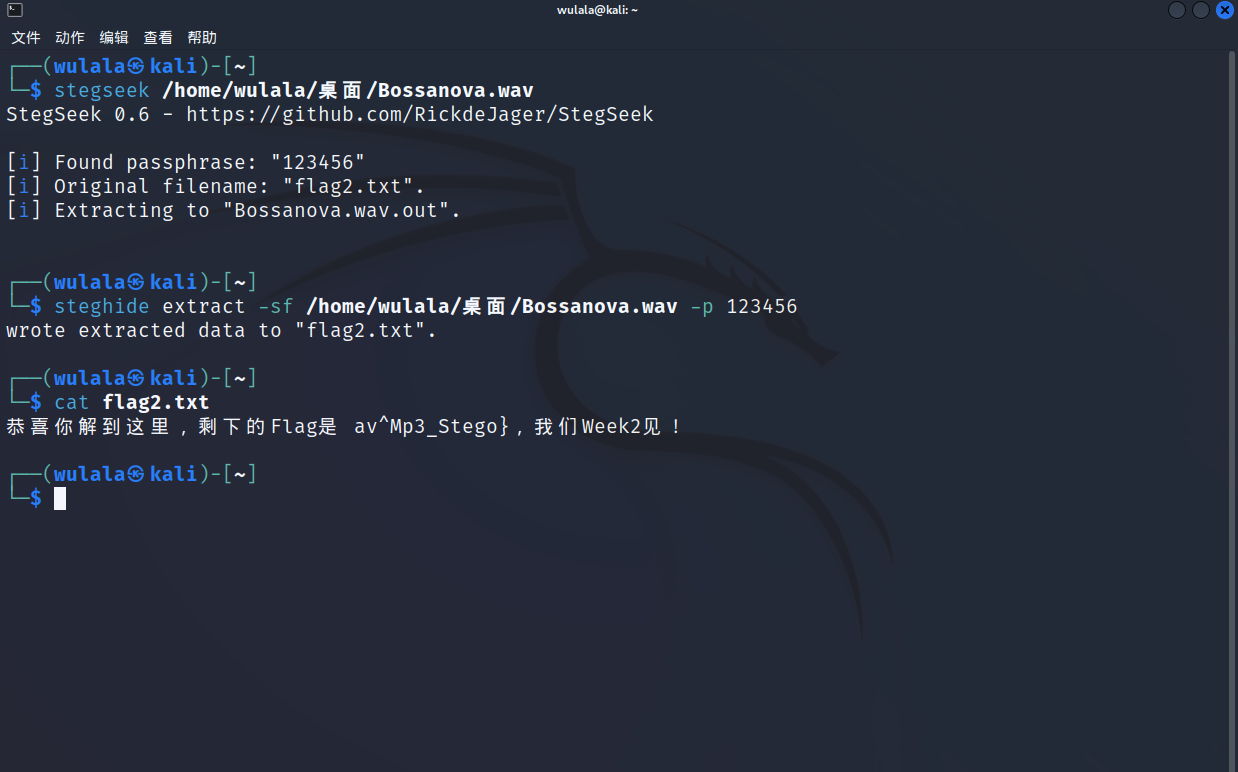 wulala@kali: ~
文件 动作 编辑 查看 帮助
┌──(wulala㉿kali)-[~]
└─$ stegseek /home/wulala/桌面/Bossanova.wav
StegSeek 0.6 - https://github.com/RickdeJager/StegSeek
[i] Found passphrase: "123456"
[i] Original filename: "flag2.txt".
[i] Extracting to "Bossanova.wav.out".
┌──(wulala㉿kali)-[~]
└─$ steghide extract -sf /home/wulala/桌面/Bossanova.wav -p 123456
wrote extracted data to "flag2.txt".
┌──(wulala㉿kali)-[~]
└─$ cat flag2.txt
恭喜你解到这里，剩下的Flag是 av^Mp3_Stego}，我们Week2见！
┌──(wulala㉿kali)-[~]
└─$